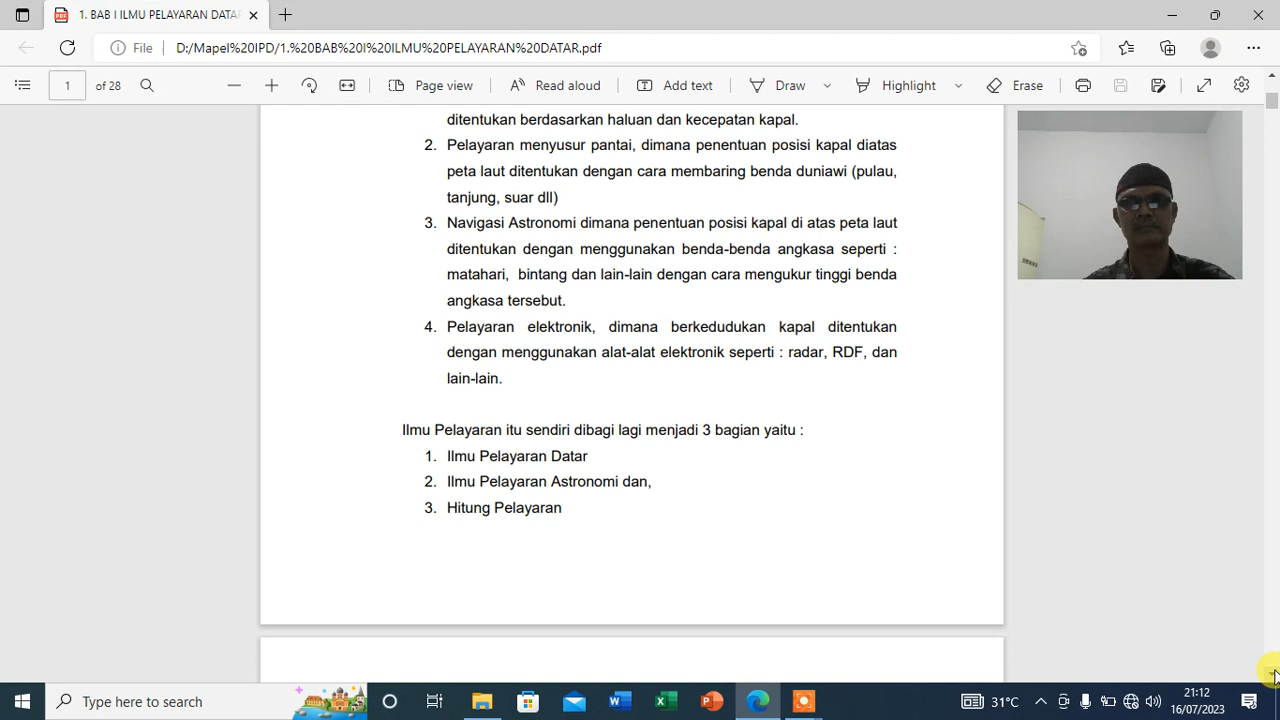 1. BAB I ILMU PELAYARAN DATAR
File
D:/Mapel%20IPD/1.%20BAB%20I%20ILMU%20PELAYARAN%20DATAR.pdf
1 of 28
Page view
Read aloud
Add text
Draw
Highlight
Erase
ditentukan berdasarkan haluan dan kecepatan kapal.
2. Pelayaran menyusur pantai, dimana penentuan posisi kapal diatas
peta laut ditentukan dengan cara membaring benda duniawi (pulau,
tanjung, suar dll)
3. Navigasi Astronomi dimana penentuan posisi kapal di atas peta laut
ditentukan dengan menggunakan benda-benda angkasa seperti :
matahari, bintang dan lain-lain dengan cara mengukur tinggi benda
angkasa tersebut.
4. Pelayaran elektronik, dimana berkedudukan kapal ditentukan
dengan menggunakan alat-alat elektronik seperti : radar, RDF, dan
lain-lain.
Ilmu Pelayaran itu sendiri dibagi lagi menjadi 3 bagian yaitu :
1. Ilmu Pelayaran Datar
2. Ilmu Pelayaran Astronomi dan,
3. Hitung Pelayaran
Type here to search
31°C
21:12
16/07/2023